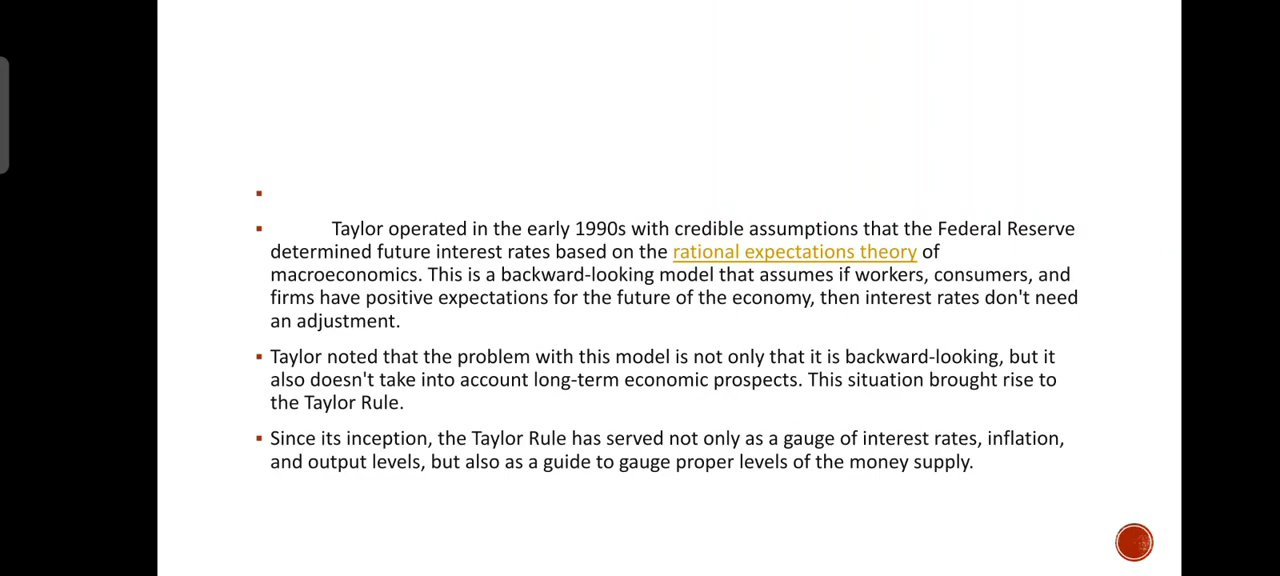 Taylor operated in the early 1990s with credible assumptions that the Federal Reserve
determined future interest rates based on the rational expectations theory of
macroeconomics. This is a backward-looking model that assumes if workers, consumers, and
firms have positive expectations for the future of the economy, then interest rates don't need
an adjustment.
Taylor noted that the problem with this model is not only that it is backward-looking, but it
also doesn't take into account long-term economic prospects. This situation brought rise to
the Taylor Rule.
Since its inception, the Taylor Rule has served not only as a gauge of interest rates, inflation,
and output levels, but also as a guide to gauge proper levels of the money supply.